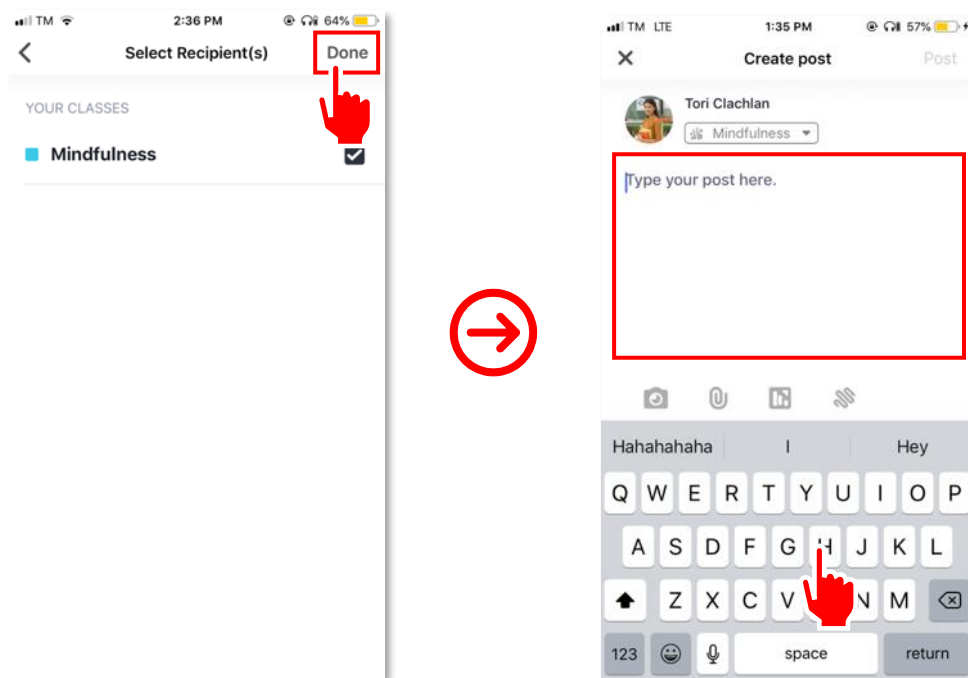 TM 2:36 PM 64%
Select Recipient(s) Done
YOUR CLASSES
Mindfulness
TM LTE 1:35 PM 57%
Create post Post
Tori Clachlan
Mindfulness
Type your post here.
Hahahahaha I Hey
Q W E R T Y U I O P
A S D F G H J K L
Z X C V N M
123 space return